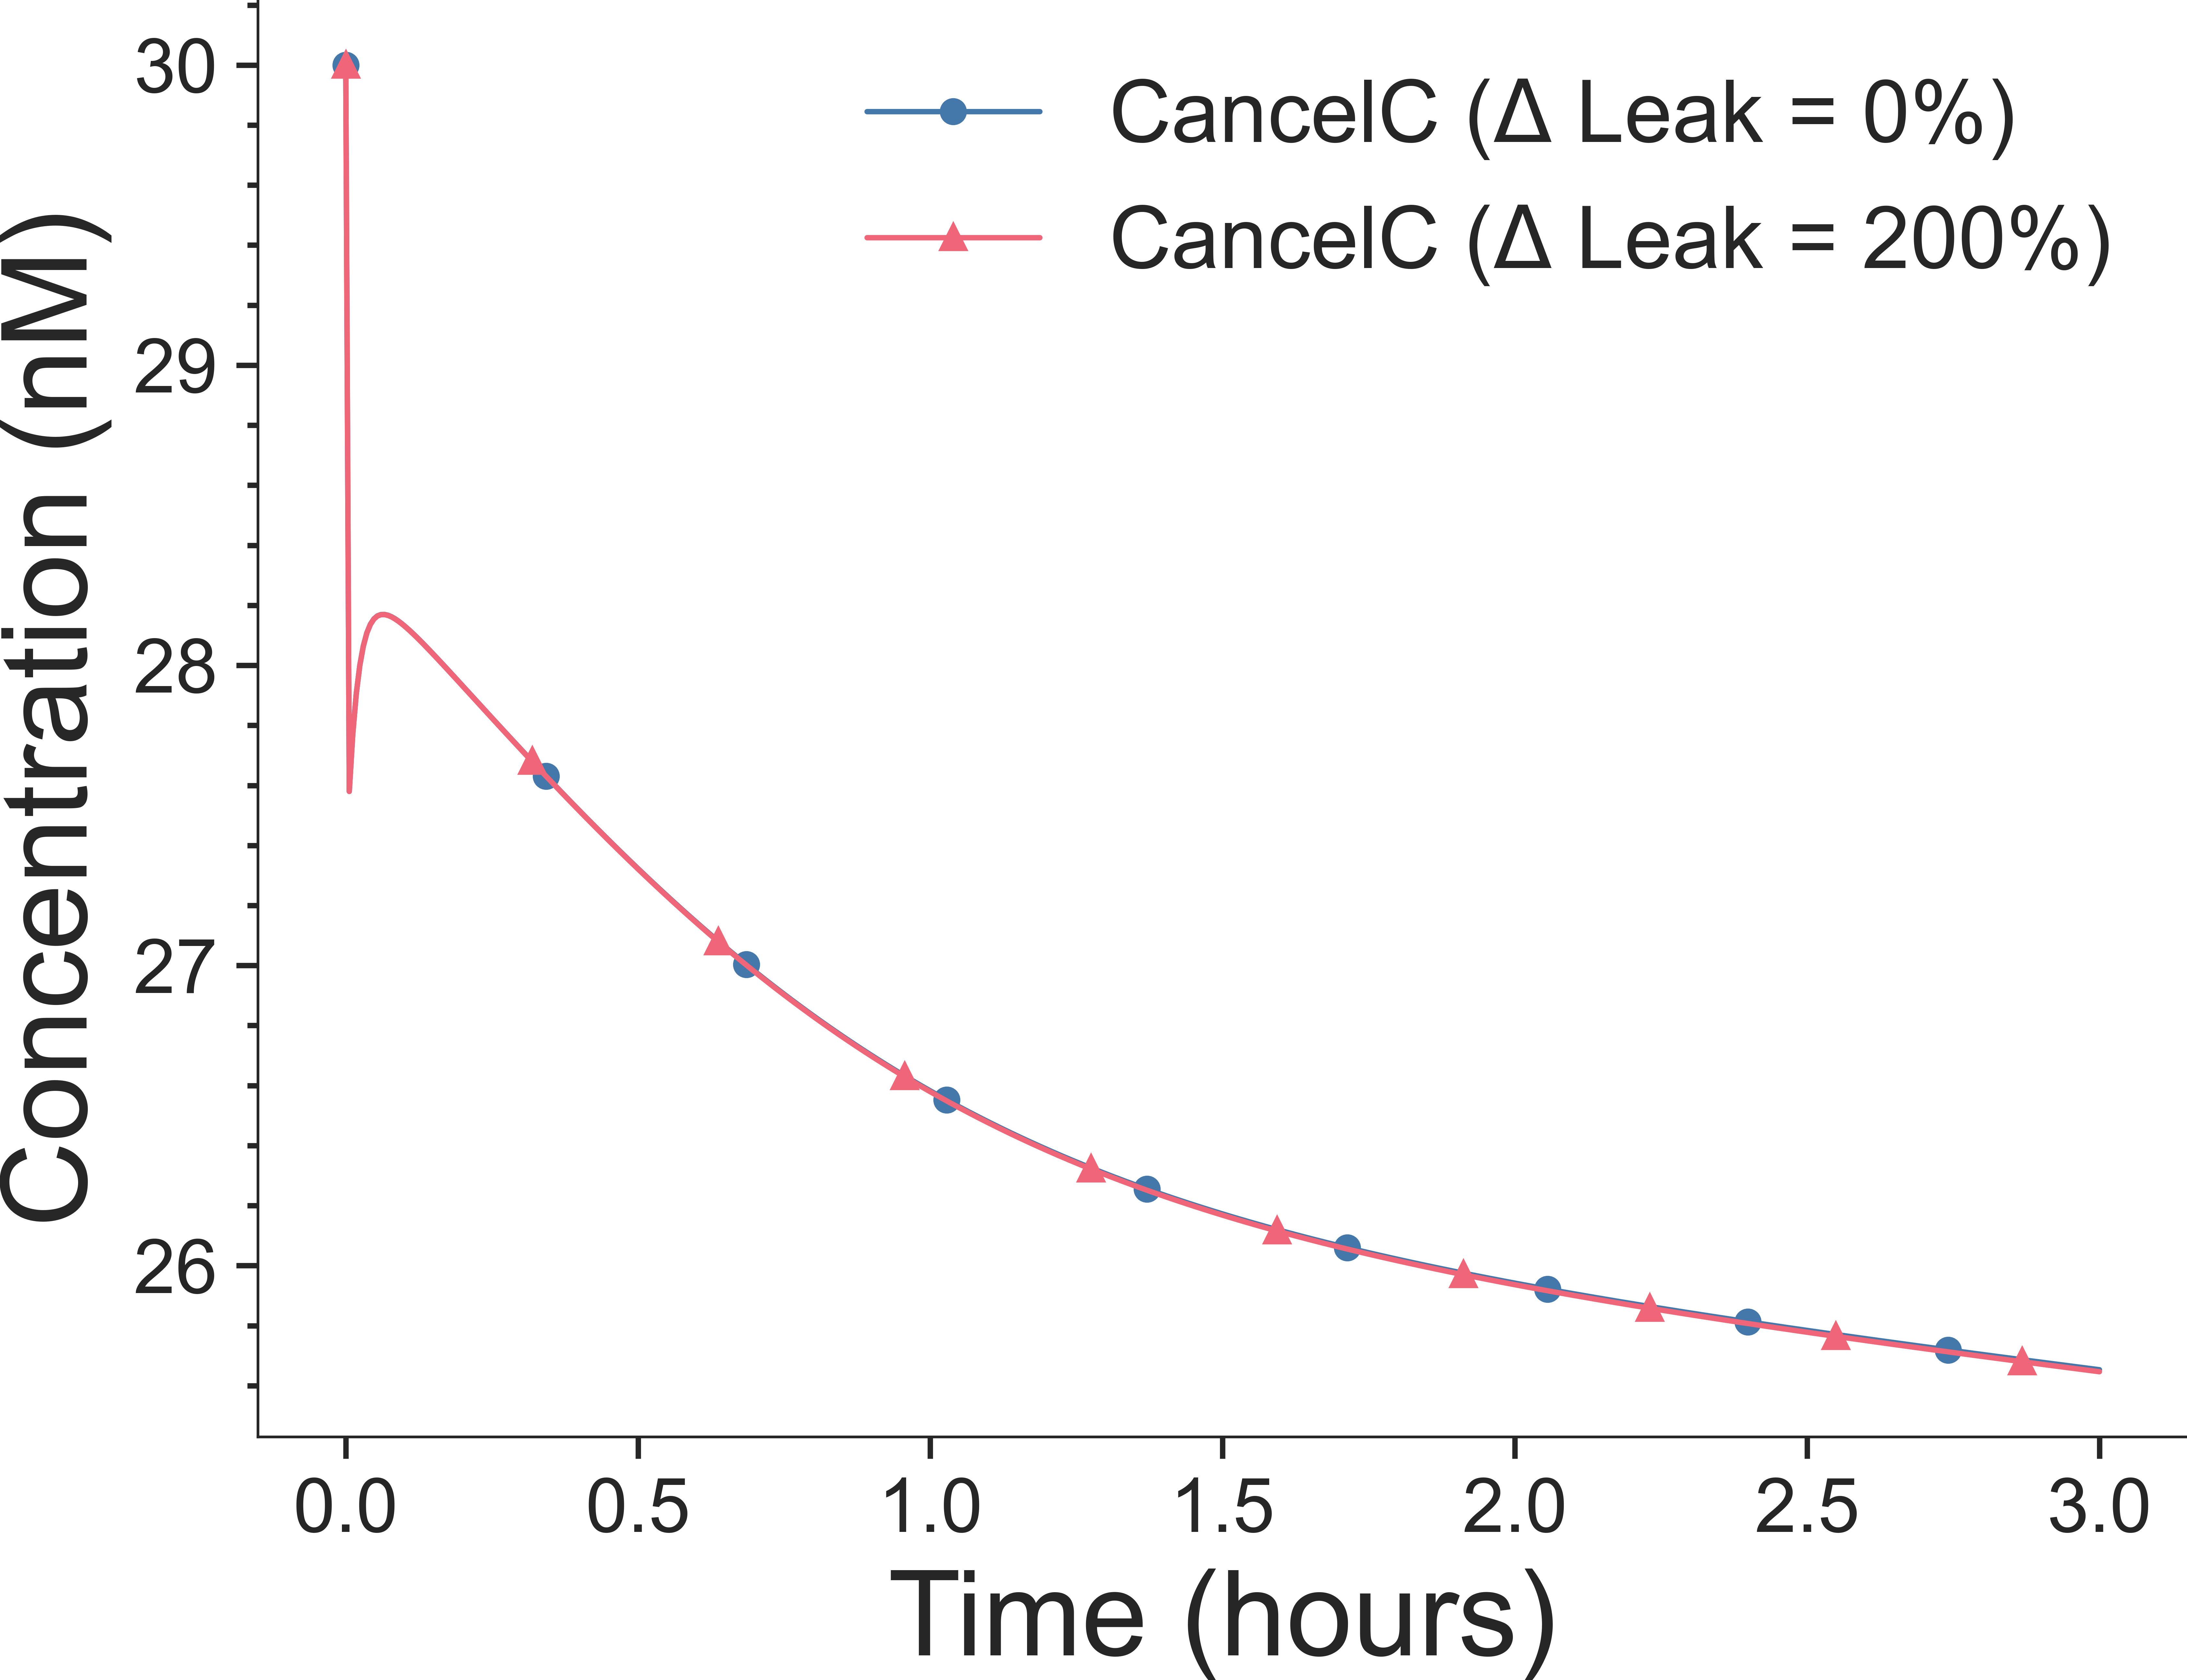 Concentration (nM)
30
29
28
27
26
CancelC (Δ Leak = 0%)
CancelC (Δ Leak = 200%)
0.0 0.5 1.0 1.5 2.0 2.5 3.0
Time (hours)